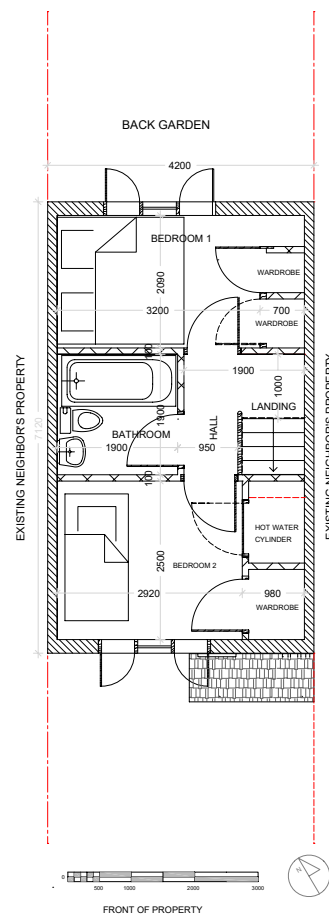 BACK GARDEN
4200
BEDROOM 1
WARDROBE
2090
3200
700
WARDROBE
100
1900
1000
LANDING
EXISTING NEIGHBOR'S PROPERTY
7120
EXISTING NEIGHBOR'S PROPERTY
1900
HALL
BATHROOM
1900
950
100
HOT WATER
CYLINDER
2500
BEDROOM 2
2920
980
WARDROBE
0
500
1000
2000
3000
N
FRONT OF PROPERTY